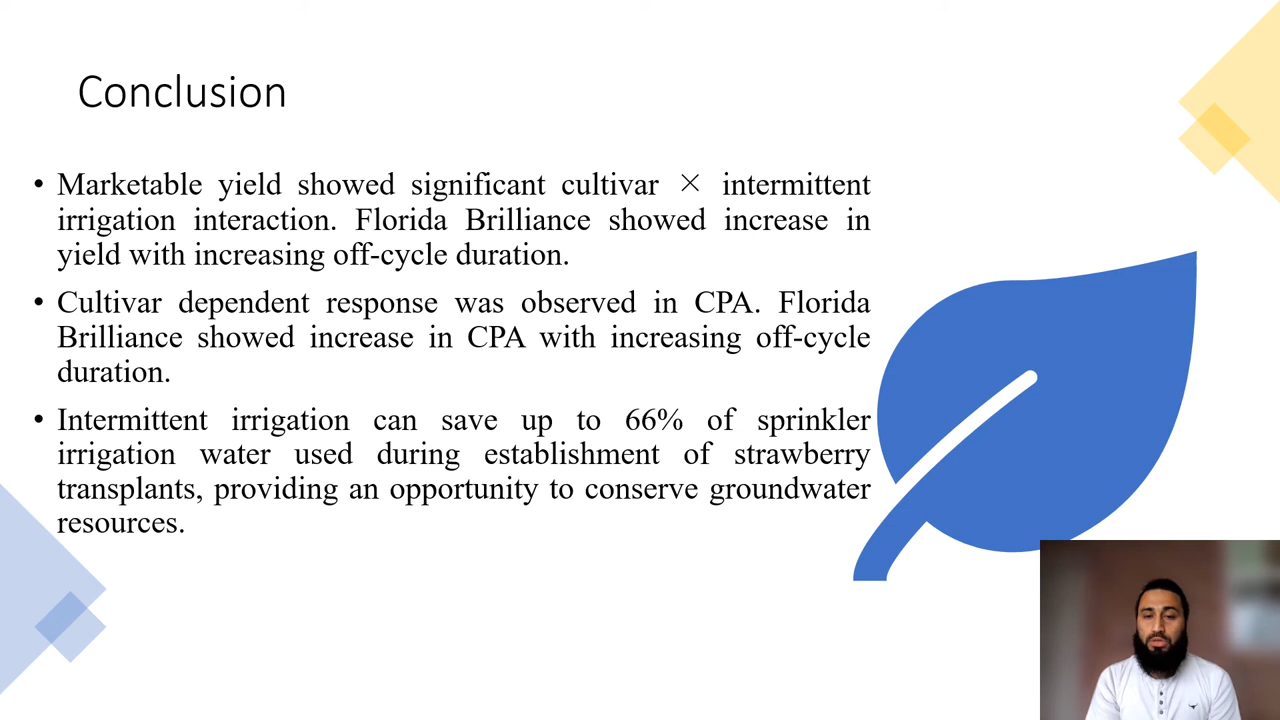 Conclusion
• Marketable yield showed significant cultivar × intermittent
irrigation interaction. Florida Brilliance showed increase in
yield with increasing off-cycle duration.
• Cultivar dependent response was observed in CPA. Florida
Brilliance showed increase in CPA with increasing off-cycle
duration.
• Intermittent irrigation can save up to 66% of sprinkler
irrigation water used during establishment of strawberry
transplants, providing an opportunity to conserve groundwater
resources.